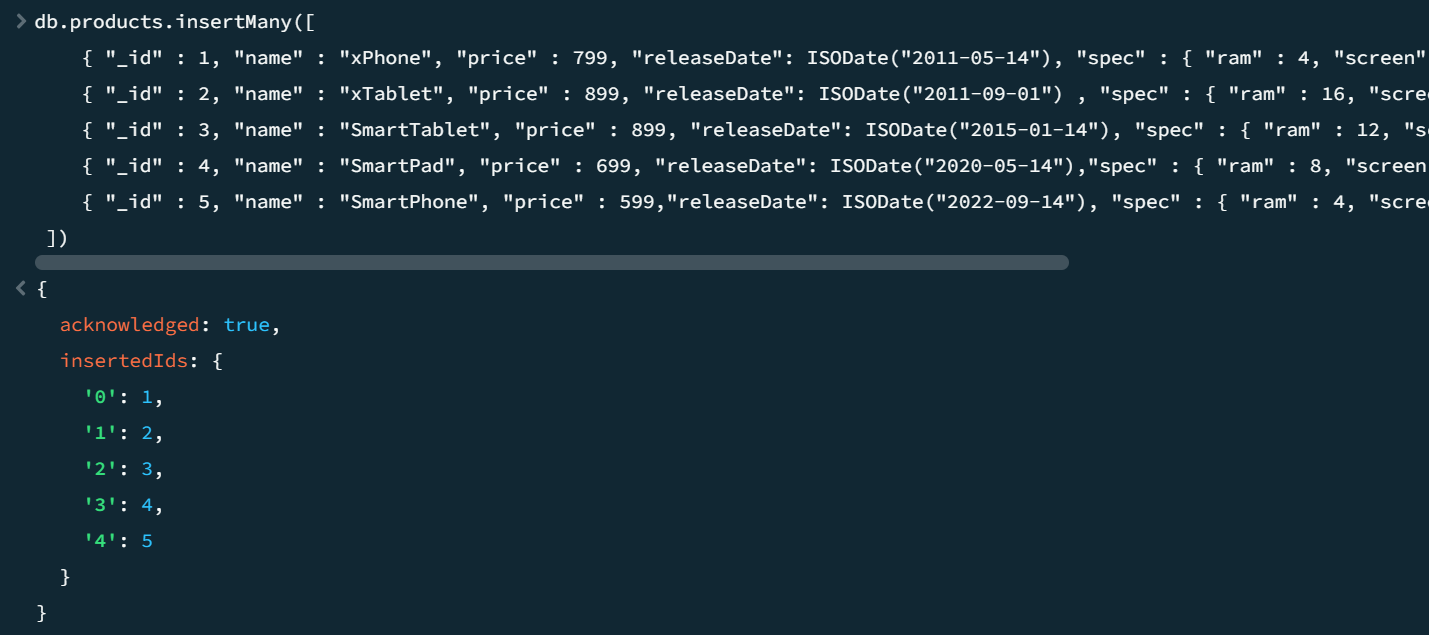 db.products.insertMany([
{ "_id" : 1, "name" : "xPhone", "price" : 799, "releaseDate": ISODate("2011-05-14"), "spec" : { "ram" : 4, "screen"
{ "_id" : 2, "name" : "xTablet", "price" : 899, "releaseDate": ISODate("2011-09-01") , "spec" : { "ram" : 16, "scre
{ "_id" : 3, "name" : "SmartTablet", "price" : 899, "releaseDate": ISODate("2015-01-14"), "spec" : { "ram" : 12, "s
{ "_id" : 4, "name" : "SmartPad", "price" : 699, "releaseDate": ISODate("2020-05-14"),"spec" : { "ram" : 8, "screen
{ "_id" : 5, "name" : "SmartPhone", "price" : 599,"releaseDate": ISODate("2022-09-14"), "spec" : { "ram" : 4, "scre
])
{
acknowledged: true,
insertedIds: {
'0': 1,
'1': 2,
'2': 3,
'3': 4,
'4': 5
}
}